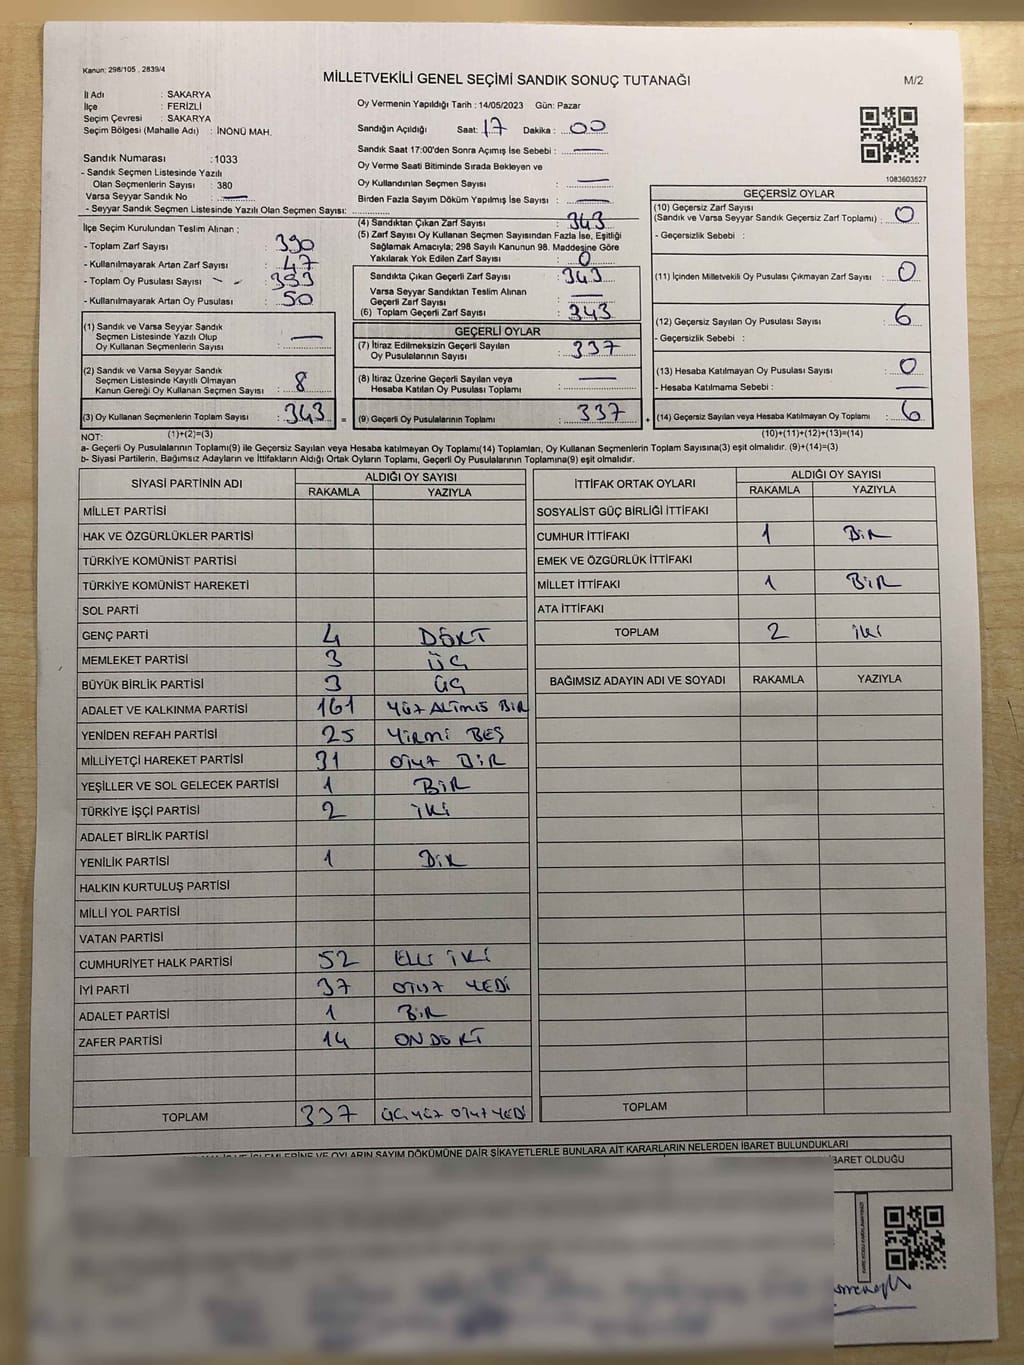 Kanun: 298/105 , 2839/4
MİLLETVEKİLİ GENEL SEÇİMİ SANDIK SONUÇ TUTANAĞI
M/2
İl Adı : SAKARYA
İlçe : FERİZLİ
Seçim Çevresi : SAKARYA
Seçim Bölgesi (Mahalle Adı) : İNÖNÜ MAH.
Sandık Numarası : 1033
- Sandık Seçmen Listesinde Yazılı
Olan Seçmenlerin Sayısı : 380
Varsa Seyyar Sandık No : —
- Seyyar Sandık Seçmen Listesinde Yazılı Olan Seçmen Sayısı:
Oy Vermenin Yapıldığı Tarih : 14/05/2023 Gün: Pazar
Sandığın Açıldığı Saat: 17 Dakika : 00
Sandık Saat 17:00'den Sonra Açımış İse Sebebi : —
Oy Verme Saati Bitiminde Sırada Bekleyen ve
Oy Kullandırılan Seçmen Sayısı : —
Birden Fazla Sayım Döküm Yapılmış İse Sayısı : —
1083603527
İlçe Seçim Kurulundan Teslim Alınan ;
- Toplam Zarf Sayısı : 390
- Kullanılmayarak Artan Zarf Sayısı : 47
- Toplam Oy Pusulası Sayısı : 393
- Kullanılmayarak Artan Oy Pusulası : 50
(1) Sandık ve Varsa Seyyar Sandık
Seçmen Listesinde Yazılı Olup
Oy Kullanan Seçmenlerin Sayısı : —
(2) Sandık ve Varsa Seyyar Sandık
Seçmen Listesinde Kayıtlı Olmayan
Kanun Gereği Oy Kullanan Seçmen Sayısı : 8
(3) Oy Kullanan Seçmenlerin Toplam Sayısı : 343 =
(4) Sandıktan Çıkan Zarf Sayısı : 343
(5) Zarf Sayısı Oy Kullanan Seçmen Sayısından Fazla İse, Eşitliği
Sağlamak Amacıyla; 298 Sayılı Kanunun 98. Maddesine Göre
Yakılarak Yok Edilen Zarf Sayısı : 0
Sandıkta Çıkan Geçerli Zarf Sayısı : 343
Varsa Seyyar Sandıktan Teslim Alınan
Geçerli Zarf Sayısı : —
(6) Toplam Geçerli Zarf Sayısı : 343
GEÇERLİ OYLAR
(7) İtiraz Edilmeksizin Geçerli Sayılan
Oy Pusulalarının Sayısı : 337
(8) İtiraz Üzerine Geçerli Sayılan veya
Hesaba Katılan Oy Pusulası Toplamı : —
(9) Geçerli Oy Pusulalarının Toplamı : 337 +
GEÇERSİZ OYLAR
(10) Geçersiz Zarf Sayısı
(Sandık ve Varsa Seyyar Sandık Geçersiz Zarf Toplamı) : 0
- Geçersizlik Sebebi :
(11) İçinden Milletvekili Oy Pusulası Çıkmayan Zarf Sayısı : 0
(12) Geçersiz Sayılan Oy Pusulası Sayısı : 6
- Geçersizlik Sebebi :
(13) Hesaba Katılmayan Oy Pusulası Sayısı : 0
- Hesaba Katılmama Sebebi : —
(14) Geçersiz Sayılan veya Hesaba Katılmayan Oy Toplamı : 6
NOT: (1)+(2)=(3)
(10)+(11)+(12)+(13)=(14)
a- Geçerli Oy Pusulalarının Toplamı(9) ile Geçersiz Sayılan veya Hesaba katılmayan Oy Toplamı(14) Toplamları, Oy Kullanan Seçmenlerin Toplam Sayısına(3) eşit olmalıdır. (9)+(14)=(3)
b- Siyasi Partilerin, Bağımsız Adayların ve İttifakların Aldığı Ortak Oyların Toplamı, Geçerli Oy Pusulalarının Toplamına(9) eşit olmalıdır.
SİYASİ PARTİNİN ADI ALDIĞI OY SAYISI
RAKAMLA YAZIYLA
MİLLET PARTİSİ
HAK VE ÖZGÜRLÜKLER PARTİSİ
TÜRKİYE KOMÜNİST PARTİSİ
TÜRKİYE KOMÜNİST HAREKETİ
SOL PARTİ
GENÇ PARTİ 4 DÖRT
MEMLEKET PARTİSİ 3 ÜÇ
BÜYÜK BİRLİK PARTİSİ 3 ÜÇ
ADALET VE KALKINMA PARTİSİ 161 YÜZ ALTMIŞ BİR
YENİDEN REFAH PARTİSİ 25 YİRMİ BEŞ
MİLLİYETÇİ HAREKET PARTİSİ 31 OTUZ BİR
YEŞİLLER VE SOL GELECEK PARTİSİ 1 BİR
TÜRKİYE İŞÇİ PARTİSİ 2 İKİ
ADALET BİRLİK PARTİSİ
YENİLİK PARTİSİ 1 BİR
HALKIN KURTULUŞ PARTİSİ
MİLLİ YOL PARTİSİ
VATAN PARTİSİ
CUMHURİYET HALK PARTİSİ 52 ELLİ İKİ
İYİ PARTİ 37 OTUZ YEDİ
ADALET PARTİSİ 1 BİR
ZAFER PARTİSİ 14 ON DÖRT
TOPLAM 337 ÜÇ YÜZ OTUZ YEDİ
İTTİFAK ORTAK OYLARI ALDIĞI OY SAYISI
RAKAMLA YAZIYLA
SOSYALİST GÜÇ BİRLİĞİ İTTİFAKI
CUMHUR İTTİFAKI 1 BİR
EMEK VE ÖZGÜRLÜK İTTİFAKI
MİLLET İTTİFAKI 1 BİR
ATA İTTİFAKI
TOPLAM 2 İKİ
BAĞIMSIZ ADAYIN ADI VE SOYADI RAKAMLA YAZIYLA
TOPLAM
İŞLEMLERİNE VE OYLARIN SAYIM DÖKÜMÜNE DAİR ŞİKAYETLERLE BUNLARA AİT KARARLARIN NELERDEN İBARET BULUNDUKLARI
İBARET OLDUĞU